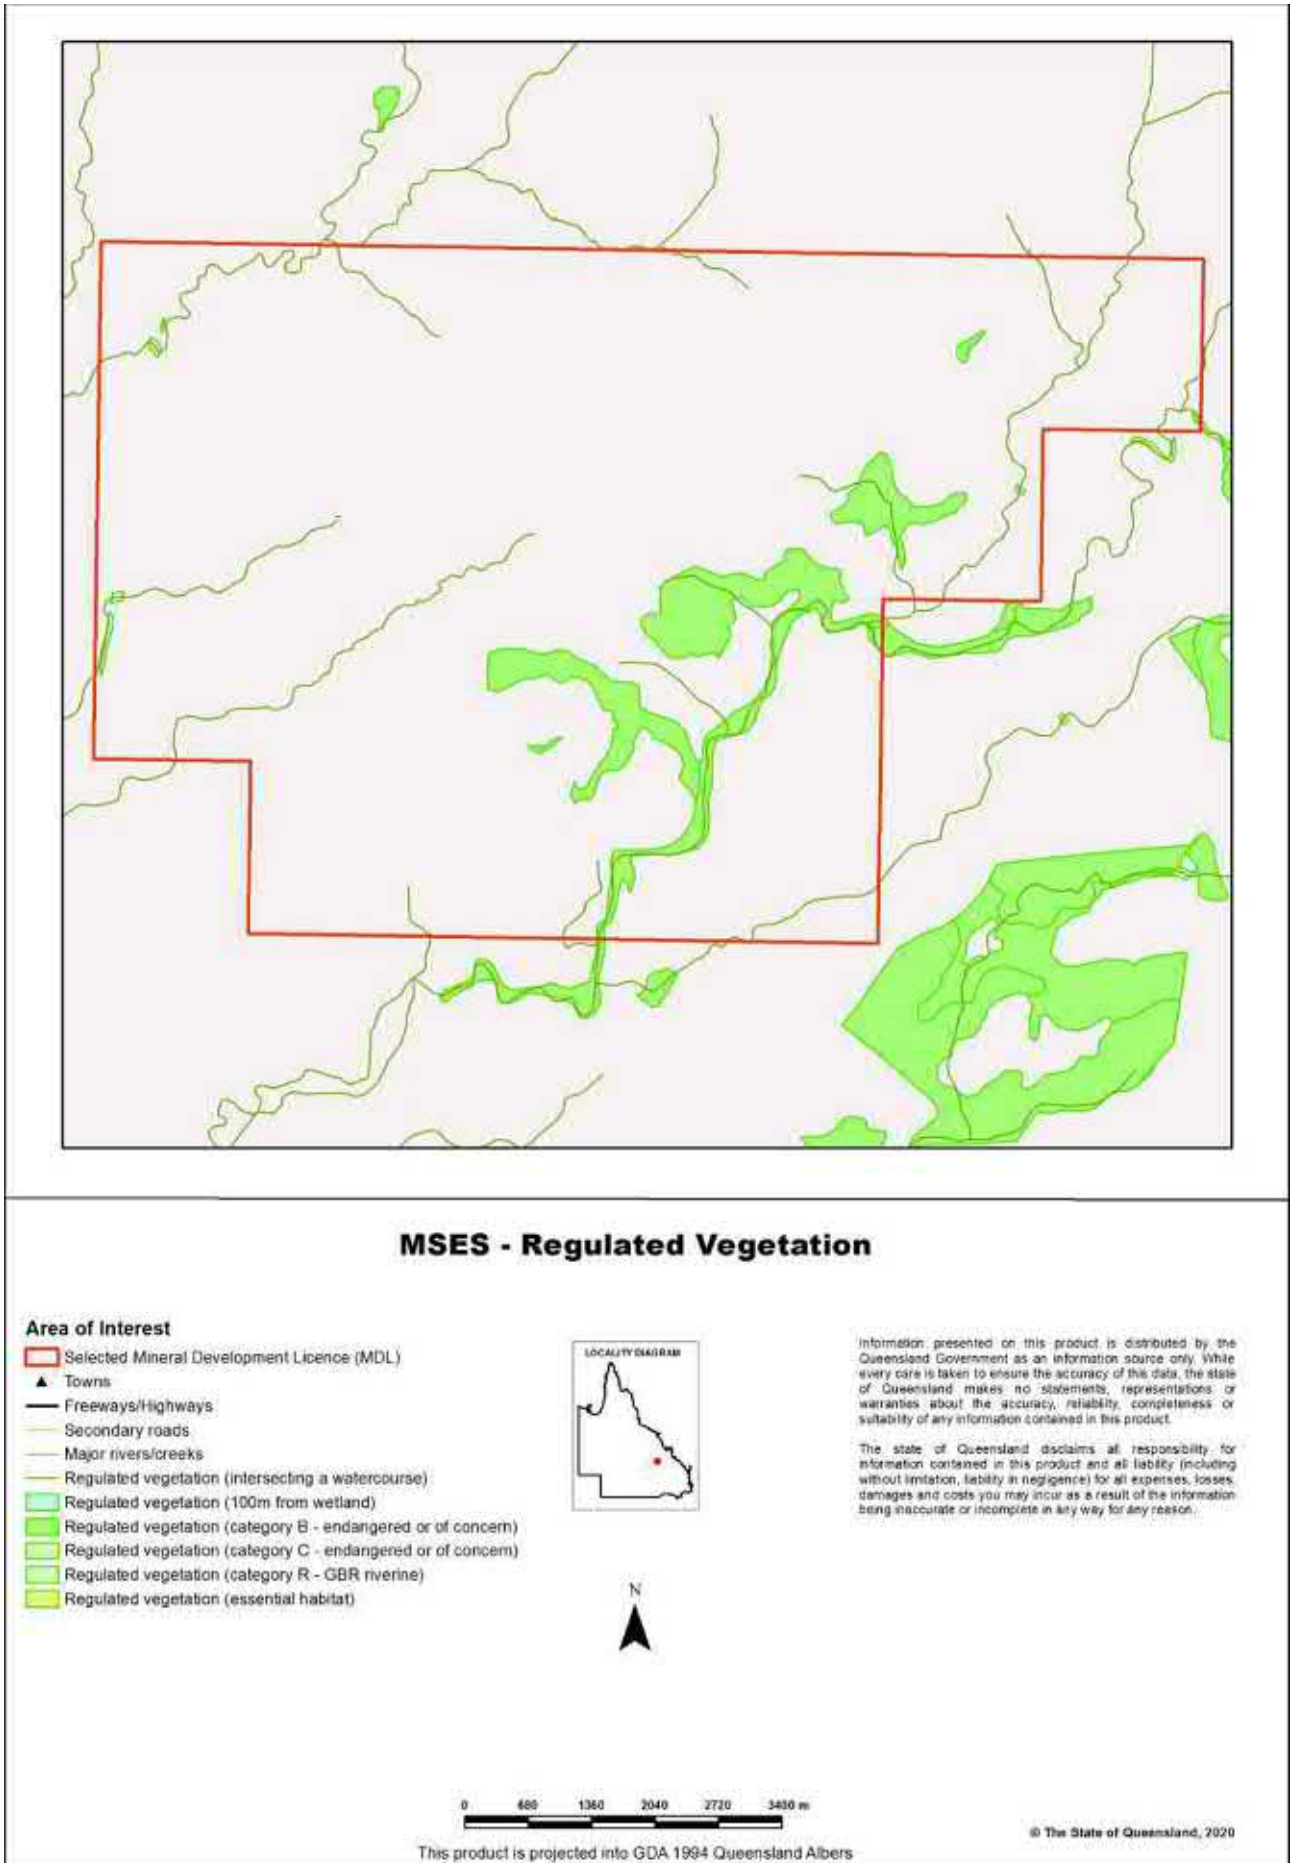 MSES - Regulated Vegetation
Area of Interest
Selected Mineral Development Licence (MDL)
Towns
Freeways/Highways
Secondary roads
Major rivers/creeks
Regulated vegetation (intersecting a watercourse)
Regulated vegetation (100m from wetland)
Regulated vegetation (category B - endangered or of concern)
Regulated vegetation (category C - endangered or of concern)
Regulated vegetation (category R - GBR riverine)
Regulated vegetation (essential habitat)
LOCALITY DIAGRAM
Information presented on this product is distributed by the
Queensland Government as an information source only. While
every care is taken to ensure the accuracy of this data, the state
of Queensland makes no statements, representations or
warranties about the accuracy, reliability, completeness or
suitability of any information contained in this product.
The state of Queensland disclaims all responsibility for
information contained in this product and all liability (including
without limitation, liability in negligence) for all expenses, losses,
damages and costs you may incur as a result of the information
being inaccurate or incomplete in any way for any reason.
N
0 680 1360 2040 2720 3400 m
This product is projected into GDA 1994 Queensland Albers
© The State of Queensland, 2020